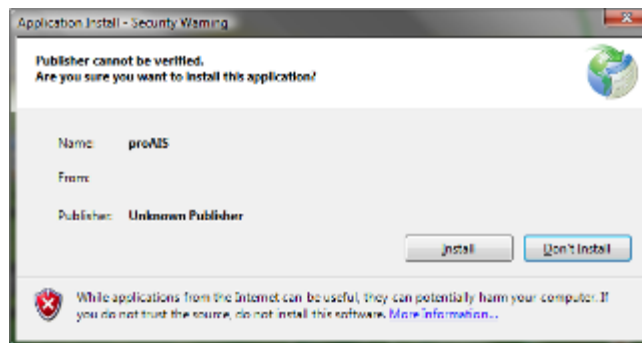 Application Install - Security Warning
Publisher cannot be verified.
Are you sure you want to install this application?
Name: proAIS
From:
Publisher: Unknown Publisher
Install
Don't Install
While applications from the Internet can be useful, they can potentially harm your computer. If
you do not trust the source, do not install this software. More Information...